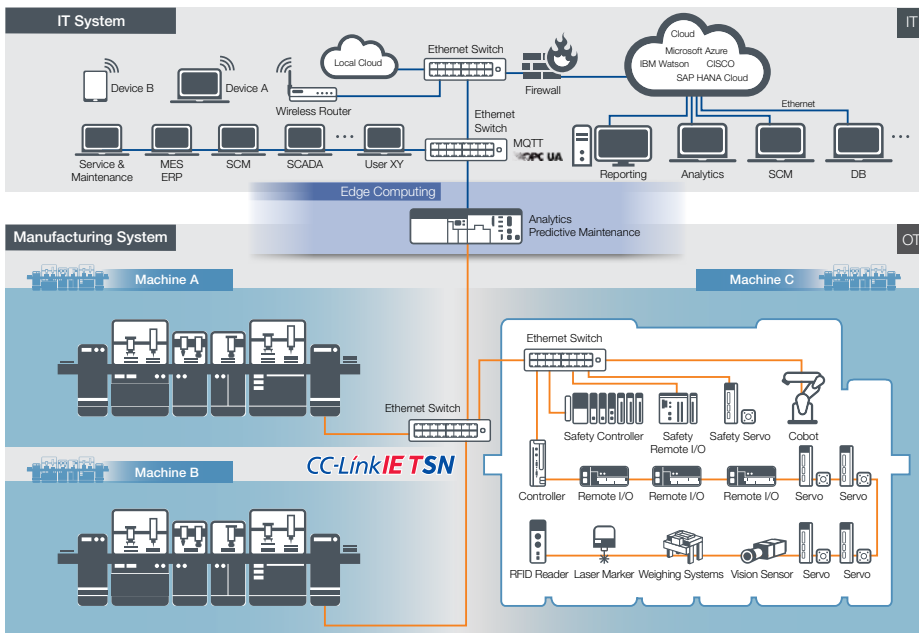 IT System
IT
Local Cloud
Ethernet Switch
Firewall
Cloud
Microsoft Azure
IBM Watson
CISCO
SAP HANA Cloud
Device B
Device A
Wireless Router
Ethernet
Ethernet
Switch
MQTT
OPC UA
Service &
Maintenance
MES
ERP
SCM
SCADA
...
User XY
Reporting
Analytics
SCM
DB
...
Edge Computing
Analytics
Predictive Maintenance
Manufacturing System
OT
Machine A
Machine C
Ethernet Switch
Ethernet Switch
Safety Controller
Safety
Remote I/O
Safety Servo
Cobot
CC-Link IE TSN
Machine B
Controller
Remote I/O
Remote I/O
Remote I/O
Servo
Servo
RFID Reader
Laser Marker
Weighing Systems
Vision Sensor
Servo
Servo